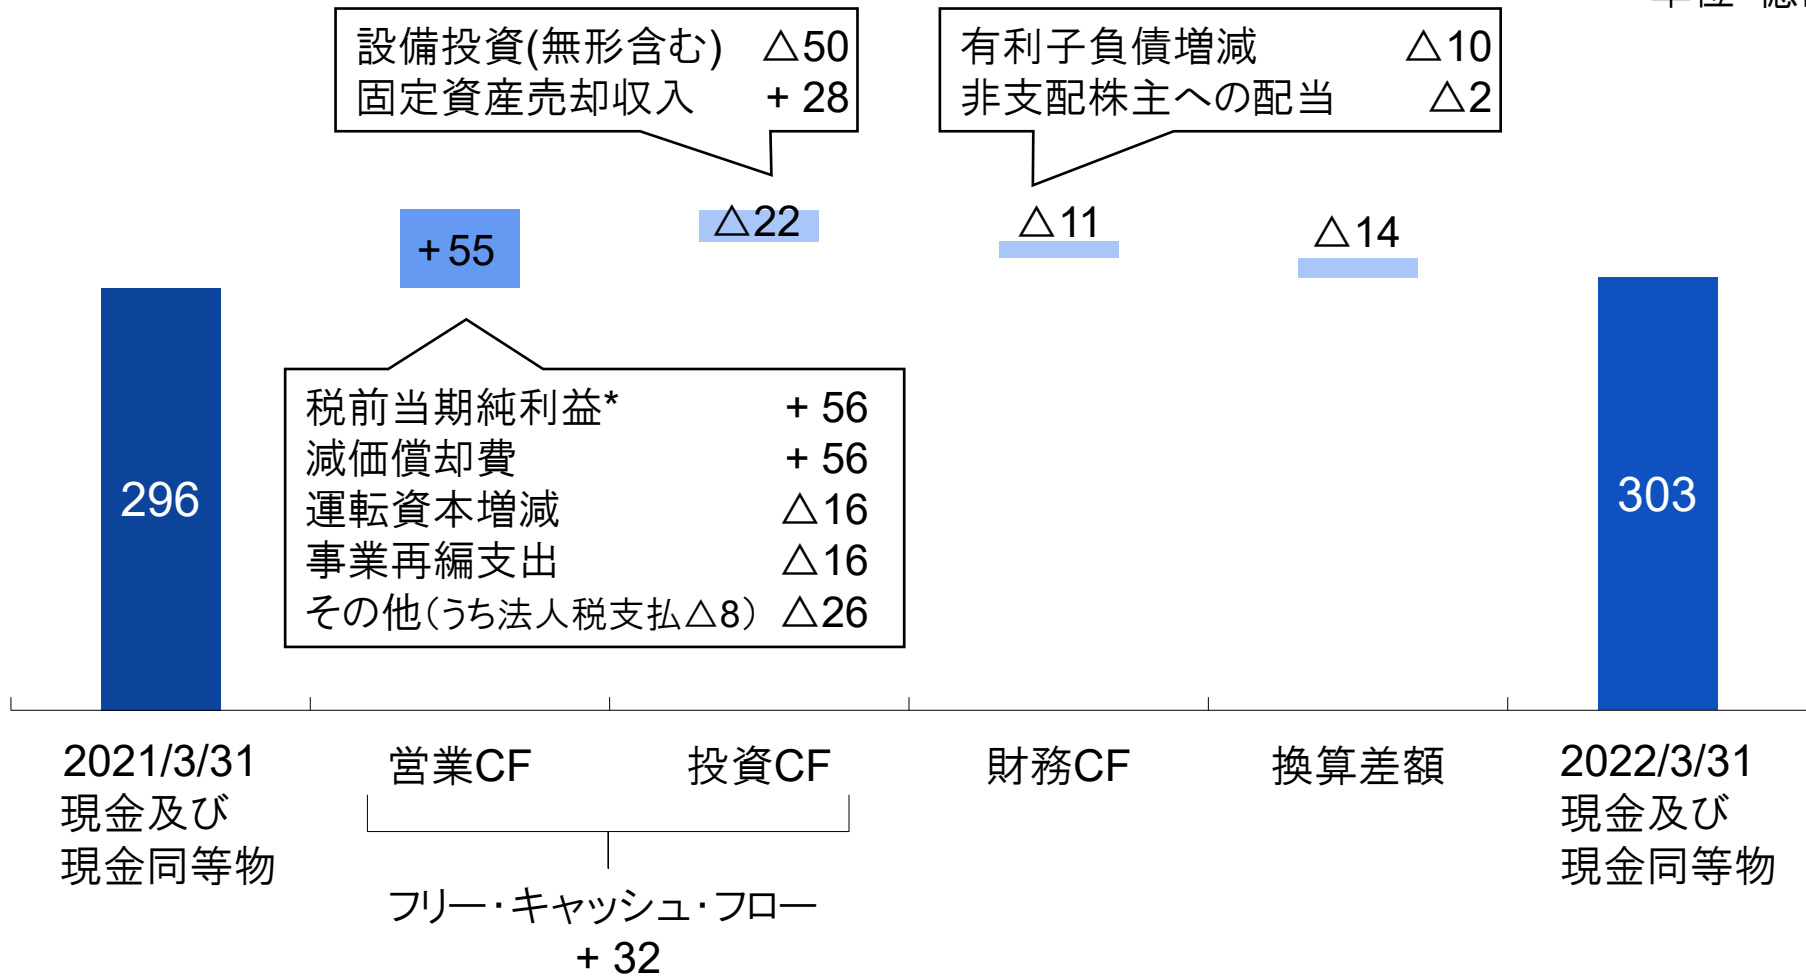 設備投資(無形含む) △50
固定資産売却収入 + 28
有利子負債増減 △10
非支配株主への配当 △2
+ 55
△22
△11
△14
税前当期純利益* + 56
減価償却費 + 56
運転資本増減 △16
事業再編支出 △16
その他(うち法人税支払△8) △26
296
303
2021/3/31
現金及び
現金同等物
営業CF
投資CF
財務CF
換算差額
2022/3/31
現金及び
現金同等物
フリー・キャッシュ・フロー
+ 32